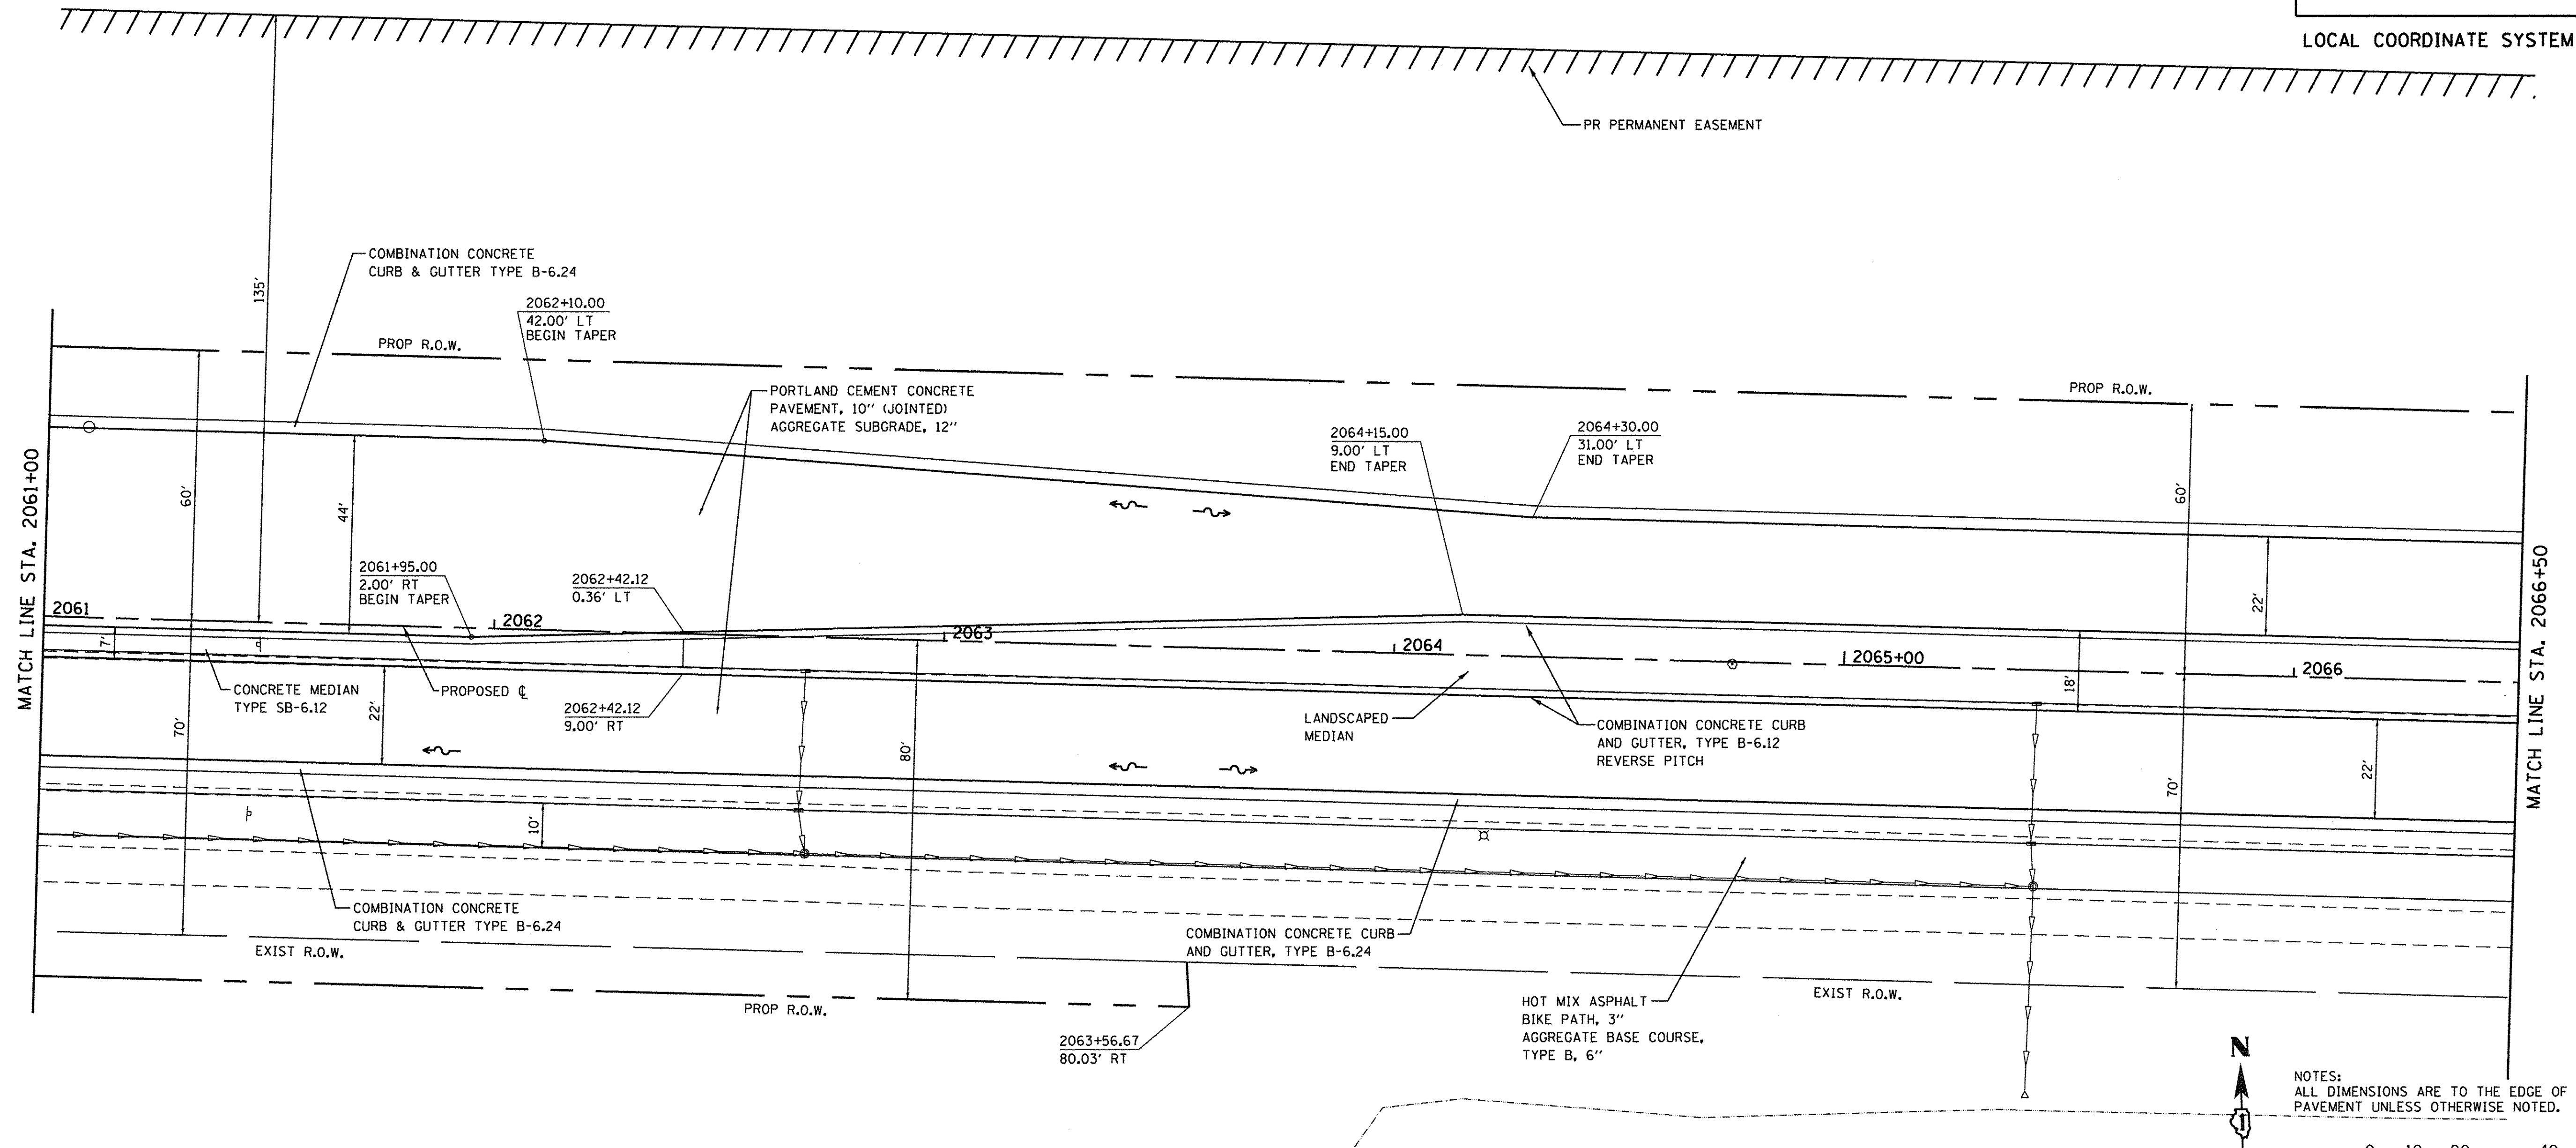 LOCAL COORDINATE SYSTEM
PR PERMANENT EASEMENT
135'
COMBINATION CONCRETE
CURB & GUTTER TYPE B-6.24
2062+10.00
42.00' LT
BEGIN TAPER
PROP R.O.W.
PORTLAND CEMENT CONCRETE
PAVEMENT, 10" (JOINTED)
AGGREGATE SUBGRADE, 12"
PROP R.O.W.
2064+15.00
9.00' LT
END TAPER
2064+30.00
31.00' LT
END TAPER
MATCH LINE STA. 2061+00
60'
44'
60'
2061+95.00
2.00' RT
BEGIN TAPER
2062+42.12
0.36' LT
22'
MATCH LINE STA. 2066+50
2061
2062
2063
2064
2065+00
2066
7'
18'
CONCRETE MEDIAN
TYPE SB-6.12
PROPOSED ℄
2062+42.12
9.00' RT
LANDSCAPED
MEDIAN
COMBINATION CONCRETE CURB
AND GUTTER, TYPE B-6.12
REVERSE PITCH
70'
22'
80'
70'
22'
10'
COMBINATION CONCRETE
CURB & GUTTER TYPE B-6.24
EXIST R.O.W.
COMBINATION CONCRETE CURB
AND GUTTER, TYPE B-6.24
PROP R.O.W.
2063+56.67
80.03' RT
HOT MIX ASPHALT
BIKE PATH, 3"
AGGREGATE BASE COURSE,
TYPE B, 6"
EXIST R.O.W.
N
NOTES:
ALL DIMENSIONS ARE TO THE EDGE OF
PAVEMENT UNLESS OTHERWISE NOTED.